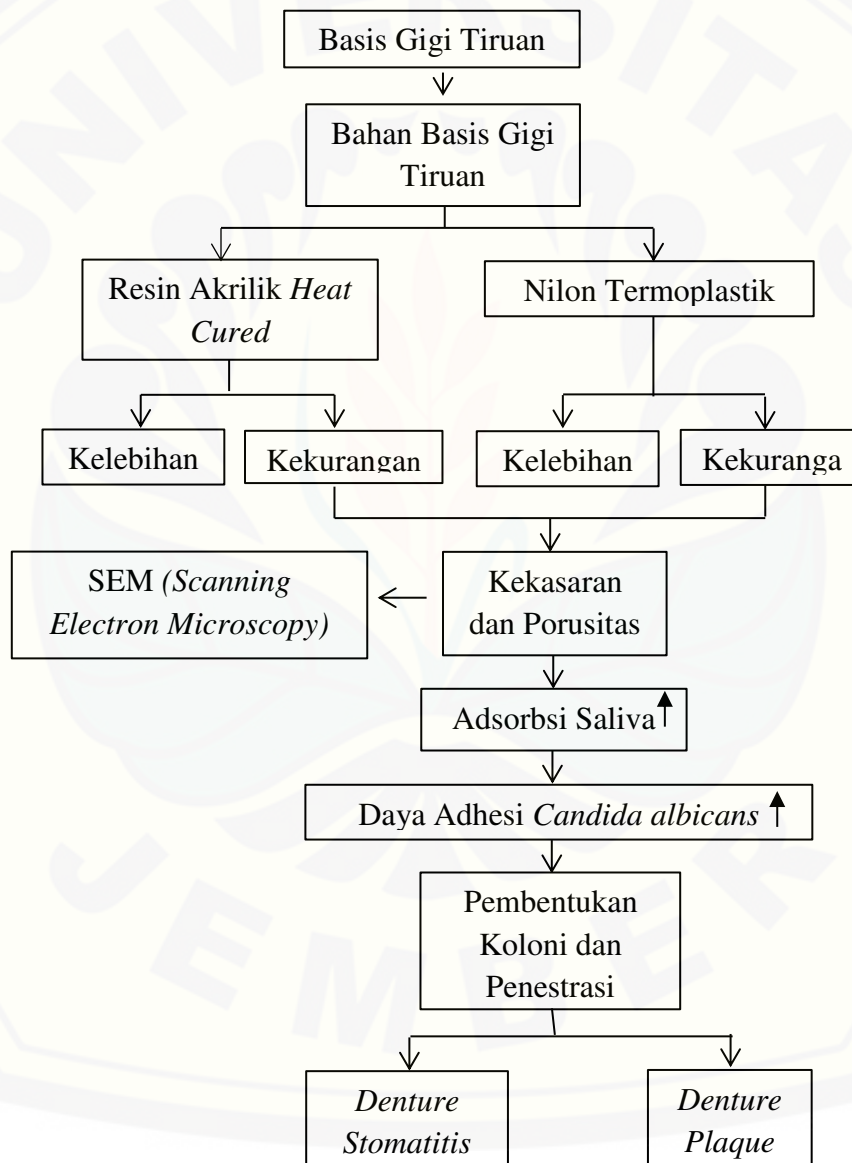 Basis Gigi Tiruan
Bahan Basis Gigi
Tiruan
Resin Akrilik Heat
Cured
Nilon Termoplastik
Kelebihan
Kekurangan
Kelebihan
Kekuranga
SEM (Scanning
Electron Microscopy)
Kekasaran
dan Porusitas
Adsorbsi Saliva
Daya Adhesi Candida albicans
Pembentukan
Koloni dan
Penestrasi
Denture
Stomatitis
Denture
Plaque
UNIVERSITAS
JEMBER